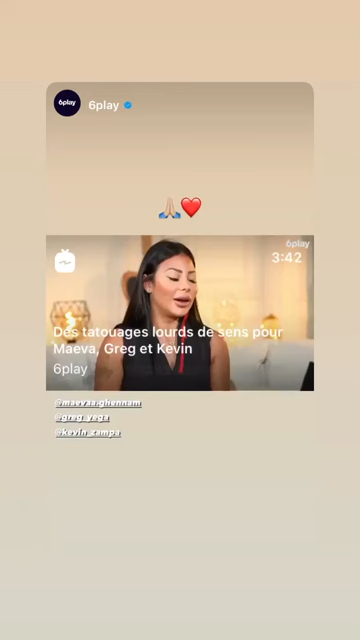 6play
6play
6play
3:42
Des tatouages lourds de sens pour
Maeva, Greg et Kevin
6play
@maevaa.ghennam
@greg_yega
@kevin_zampa